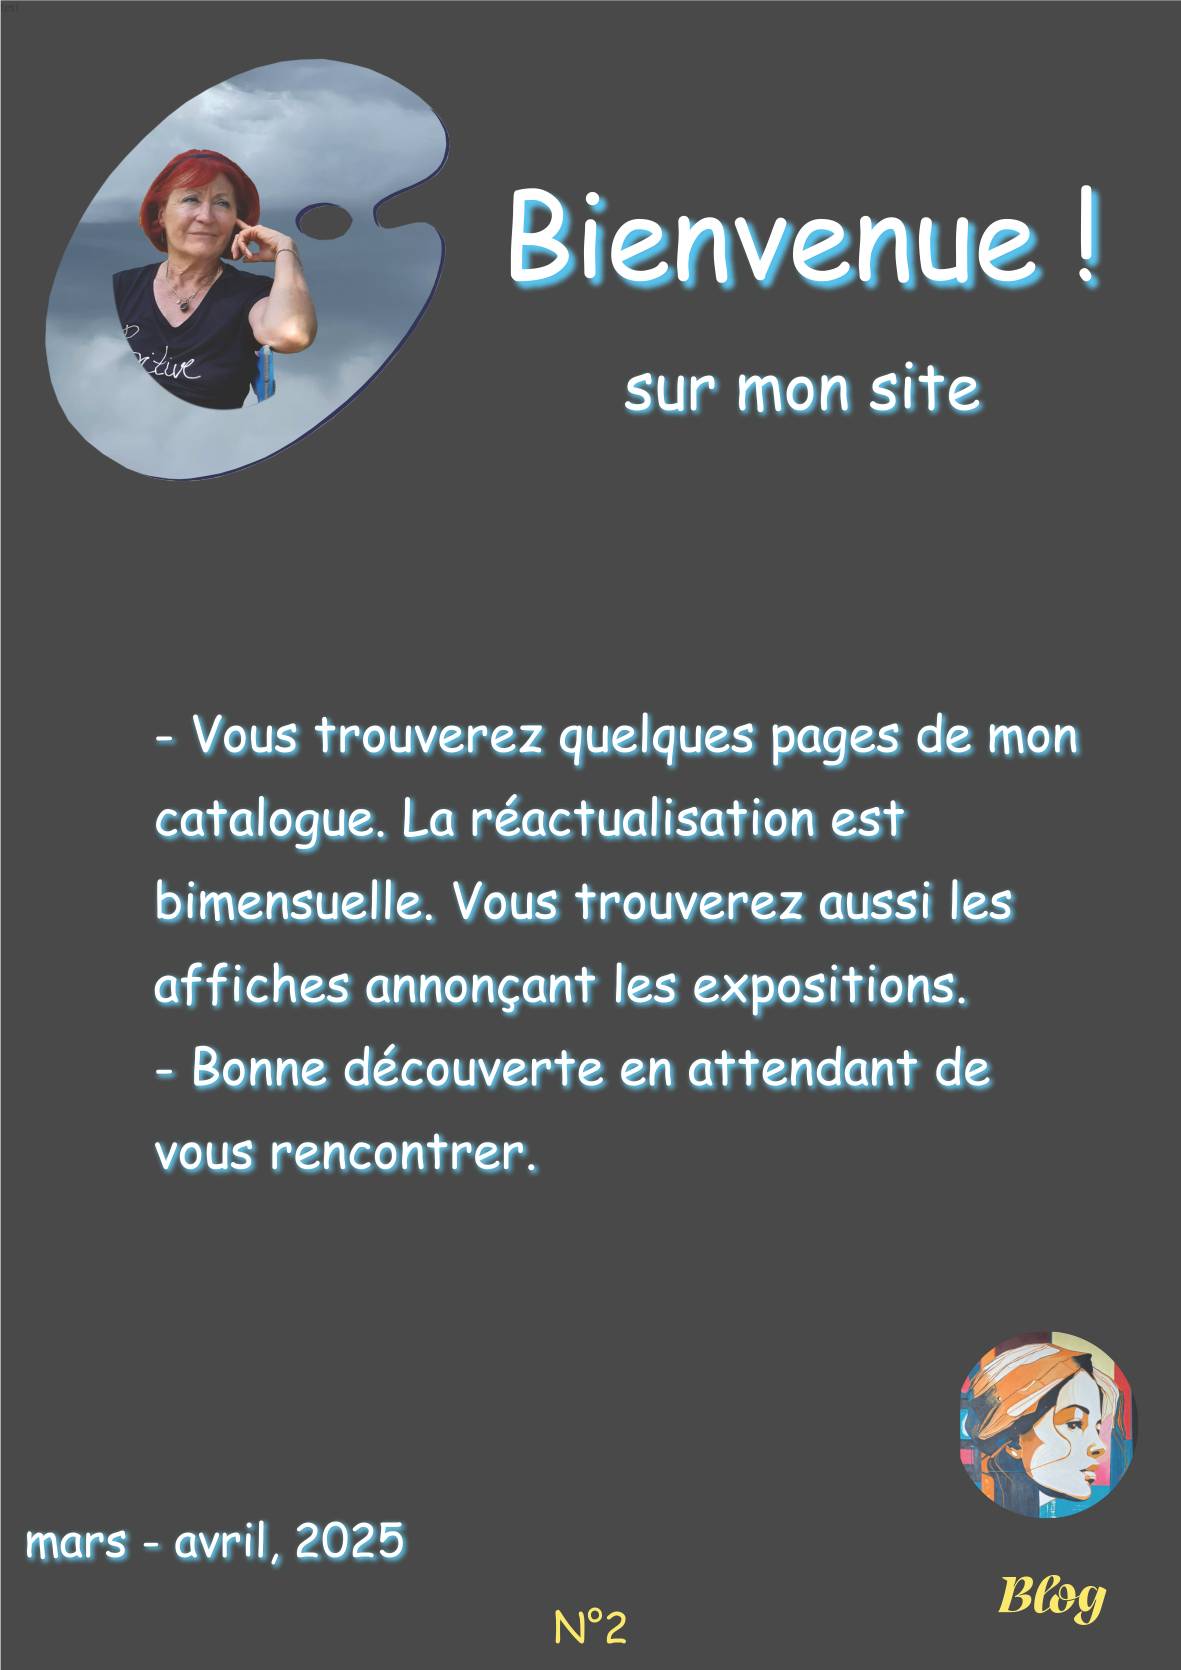 Bienvenue !
sur mon site
- Vous trouverez quelques pages de mon
catalogue. La réactualisation est
bimensuelle. Vous trouverez aussi les
affiches annonçant les expositions.
- Bonne découverte en attendant de
vous rencontrer.
mars - avril, 2025
Blog
N°2